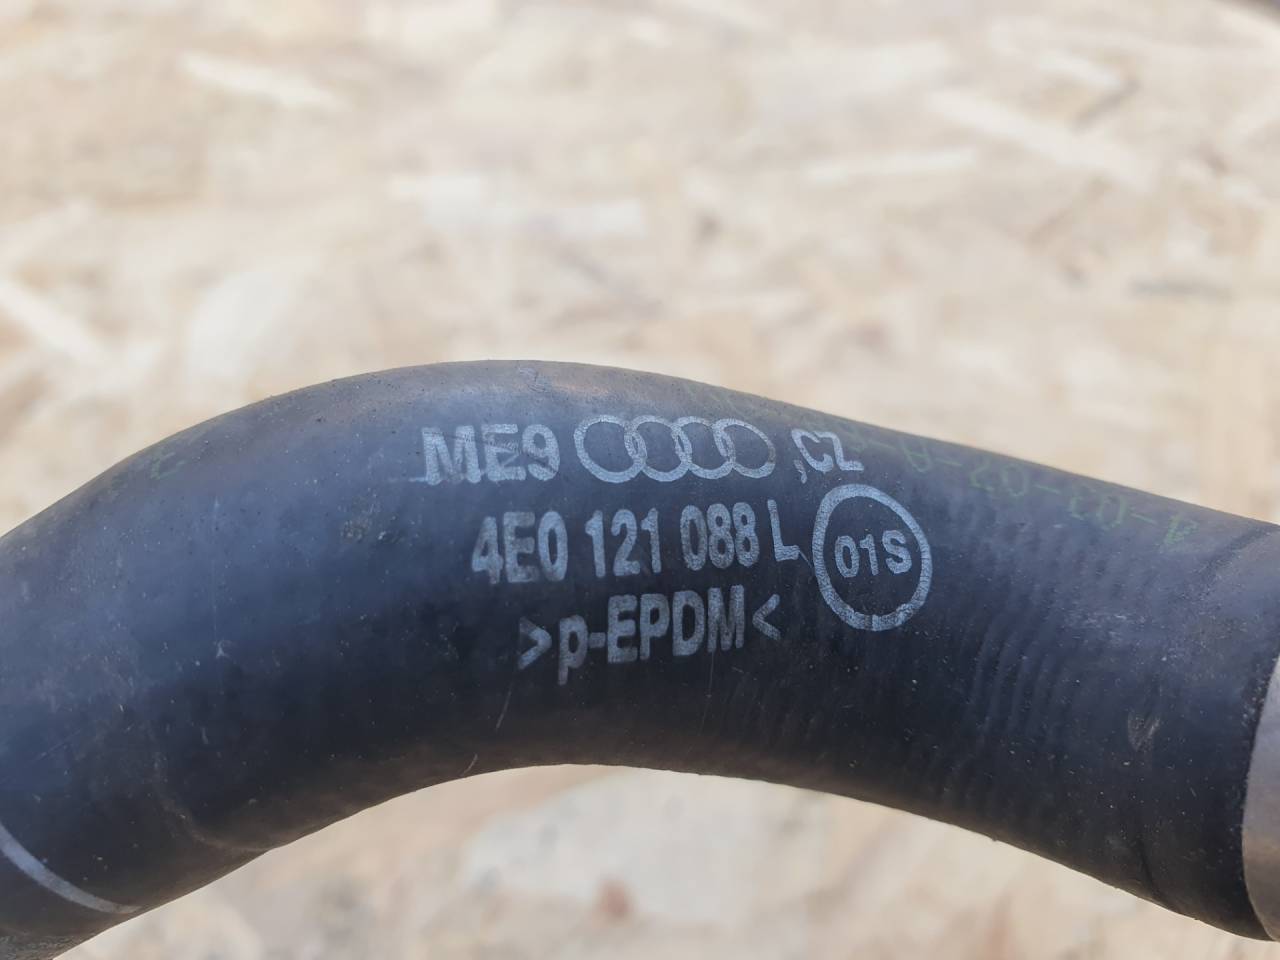 ME9 ,CZ
4E0 121 088 L 01S
>p-EPDM<